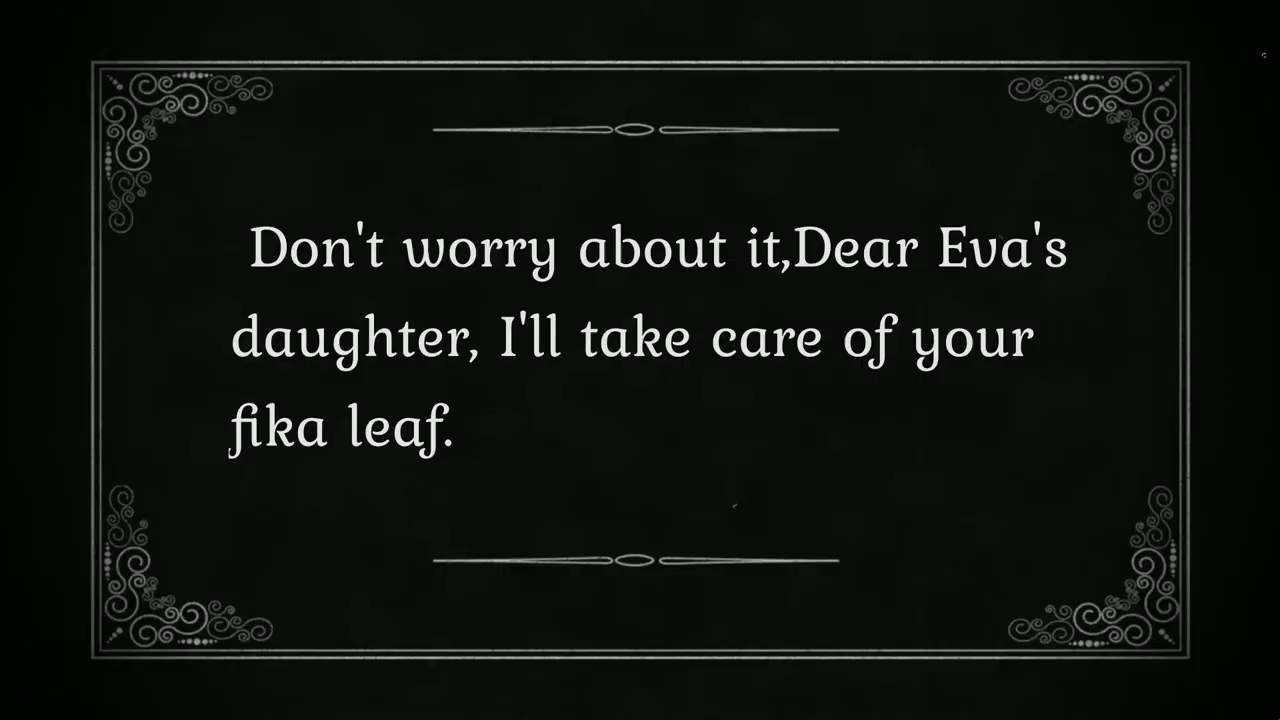 Don't worry about it,Dear Eva's
daughter, I'll take care of your
fika leaf.